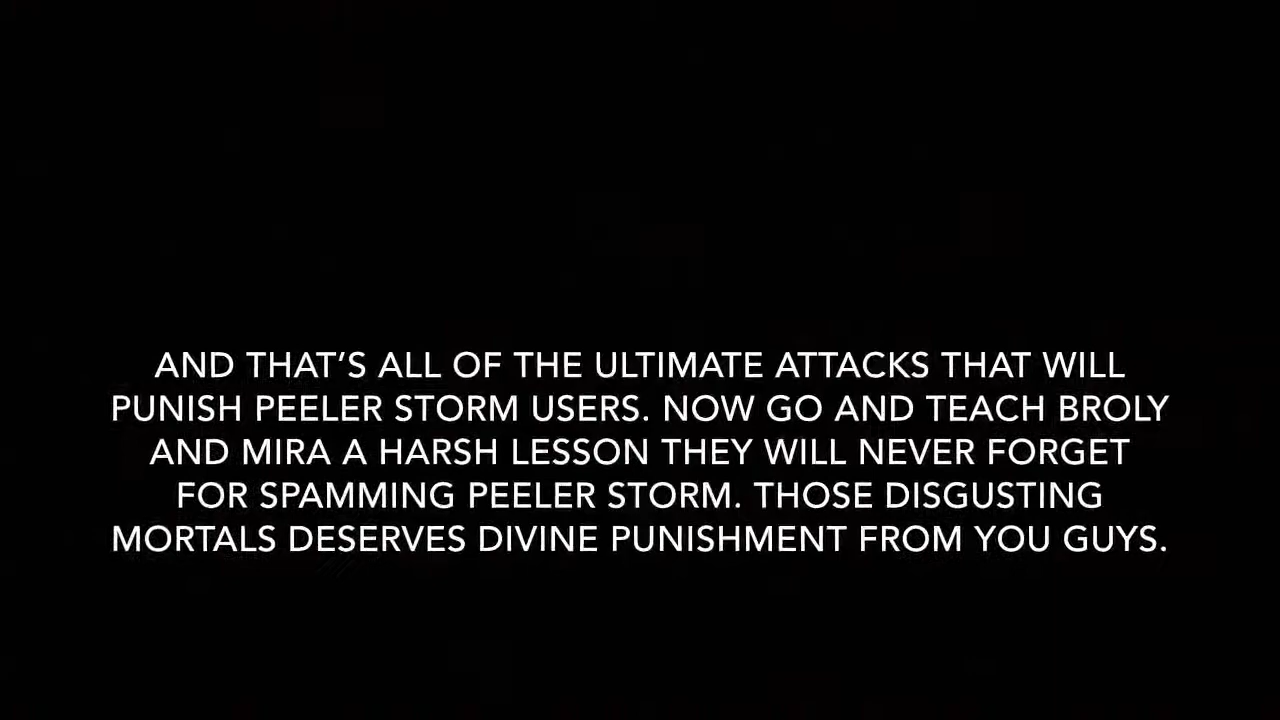 AND THAT’S ALL OF THE ULTIMATE ATTACKS THAT WILL
PUNISH PEELER STORM USERS. NOW GO AND TEACH BROLY
AND MIRA A HARSH LESSON THEY WILL NEVER FORGET
FOR SPAMMING PEELER STORM. THOSE DISGUSTING
MORTALS DESERVES DIVINE PUNISHMENT FROM YOU GUYS.